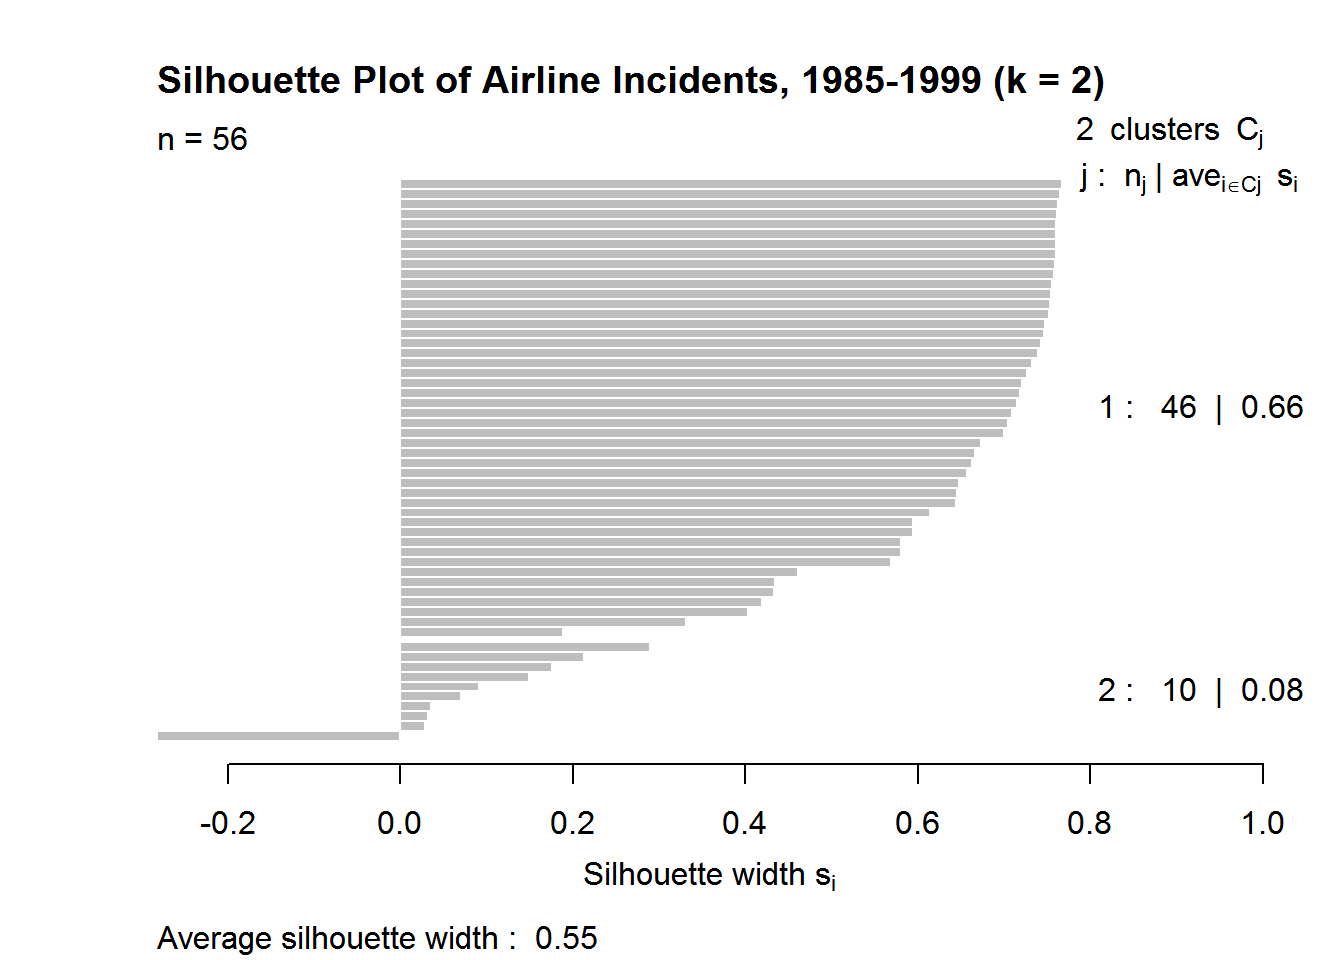 Silhouette Plot of Airline Incidents, 1985-1999 (k = 2)
n = 56
2 clusters Cj
j : nj | avei∈Cj si
1 : 46 | 0.66
2 : 10 | 0.08
-0.2 0.0 0.2 0.4 0.6 0.8 1.0
Silhouette width si
Average silhouette width : 0.55